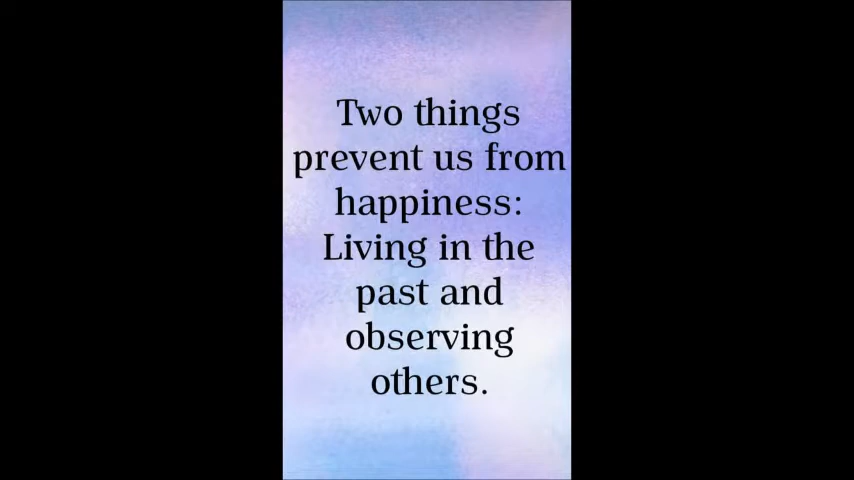 Two things
prevent us from
happiness:
Living in the
past and
observing
others.